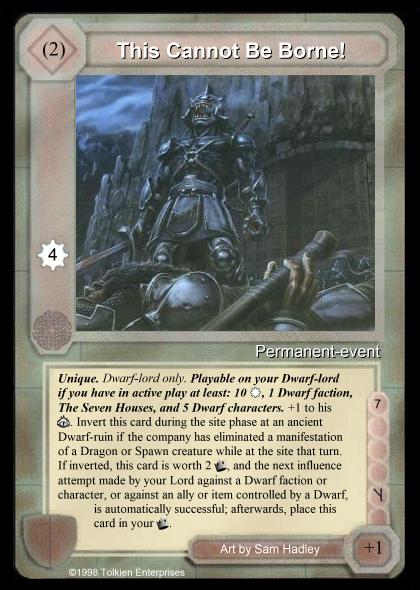 (2)
This Cannot Be Borne!
4
Permanent-event
Unique. Dwarf-lord only. Playable on your Dwarf-lord
if you have in active play at least: 10 , 1 Dwarf faction,
The Seven Houses, and 5 Dwarf characters. +1 to his
. Invert this card during the site phase at an ancient
Dwarf-ruin if the company has eliminated a manifestation
of a Dragon or Spawn creature while at the site that turn.
If inverted, this card is worth 2 , and the next influence
attempt made by your Lord against a Dwarf faction or
character, or against an ally or item controlled by a Dwarf,
is automatically successful; afterwards, place this
card in your .
7
Art by Sam Hadley
+1
©1998 Tolkien Enterprises